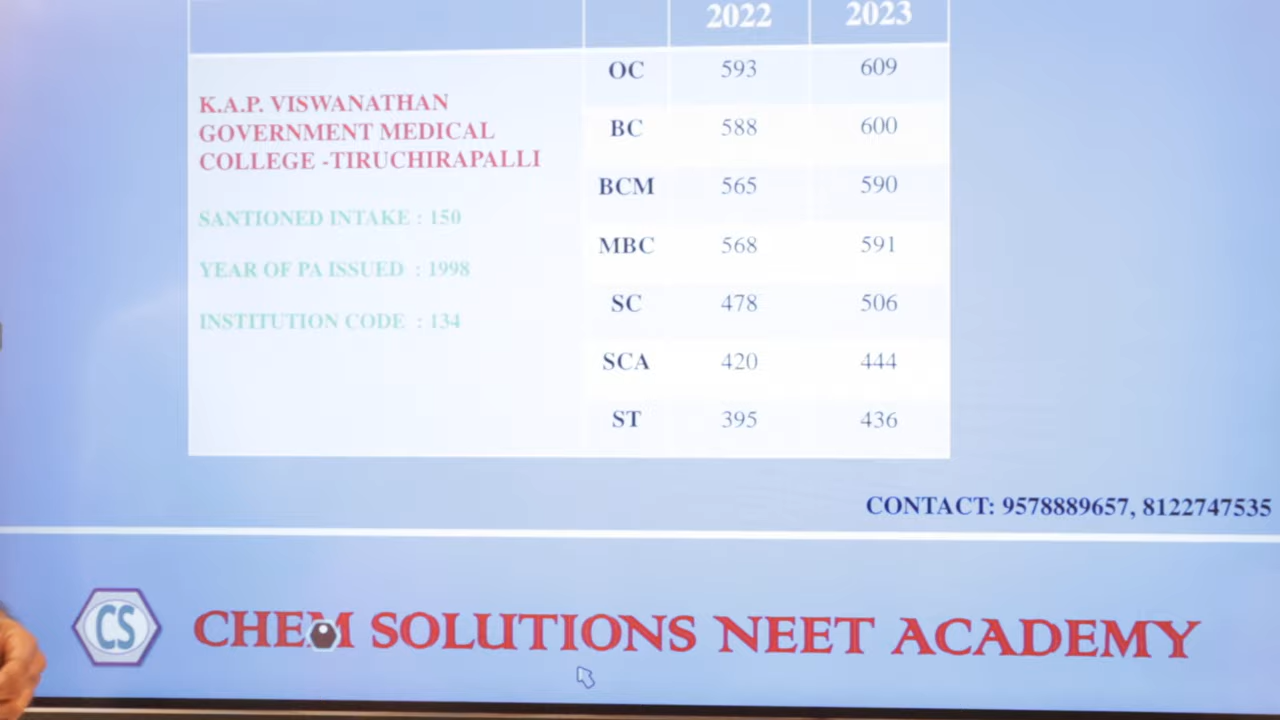 2022 2023
K.A.P. VISWANATHAN
GOVERNMENT MEDICAL
COLLEGE -TIRUCHIRAPALLI
SANTIONED INTAKE : 150
YEAR OF PA ISSUED : 1998
INSTITUTION CODE : 134
OC 593 609
BC 588 600
BCM 565 590
MBC 568 591
SC 478 506
SCA 420 444
ST 395 436
CONTACT: 9578889657, 8122747535
CS
CHEM SOLUTIONS NEET ACADEMY